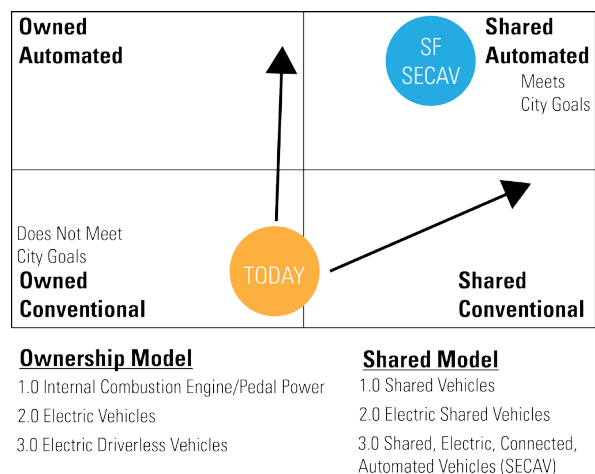 Owned
Automated
SF
SECAV
Shared
Automated
Meets
City Goals
Does Not Meet
City Goals
Owned
Conventional
TODAY
Shared
Conventional
Ownership Model
1.0 Internal Combustion Engine/Pedal Power
2.0 Electric Vehicles
3.0 Electric Driverless Vehicles
Shared Model
1.0 Shared Vehicles
2.0 Electric Shared Vehicles
3.0 Shared, Electric, Connected,
Automated Vehicles (SECAV)